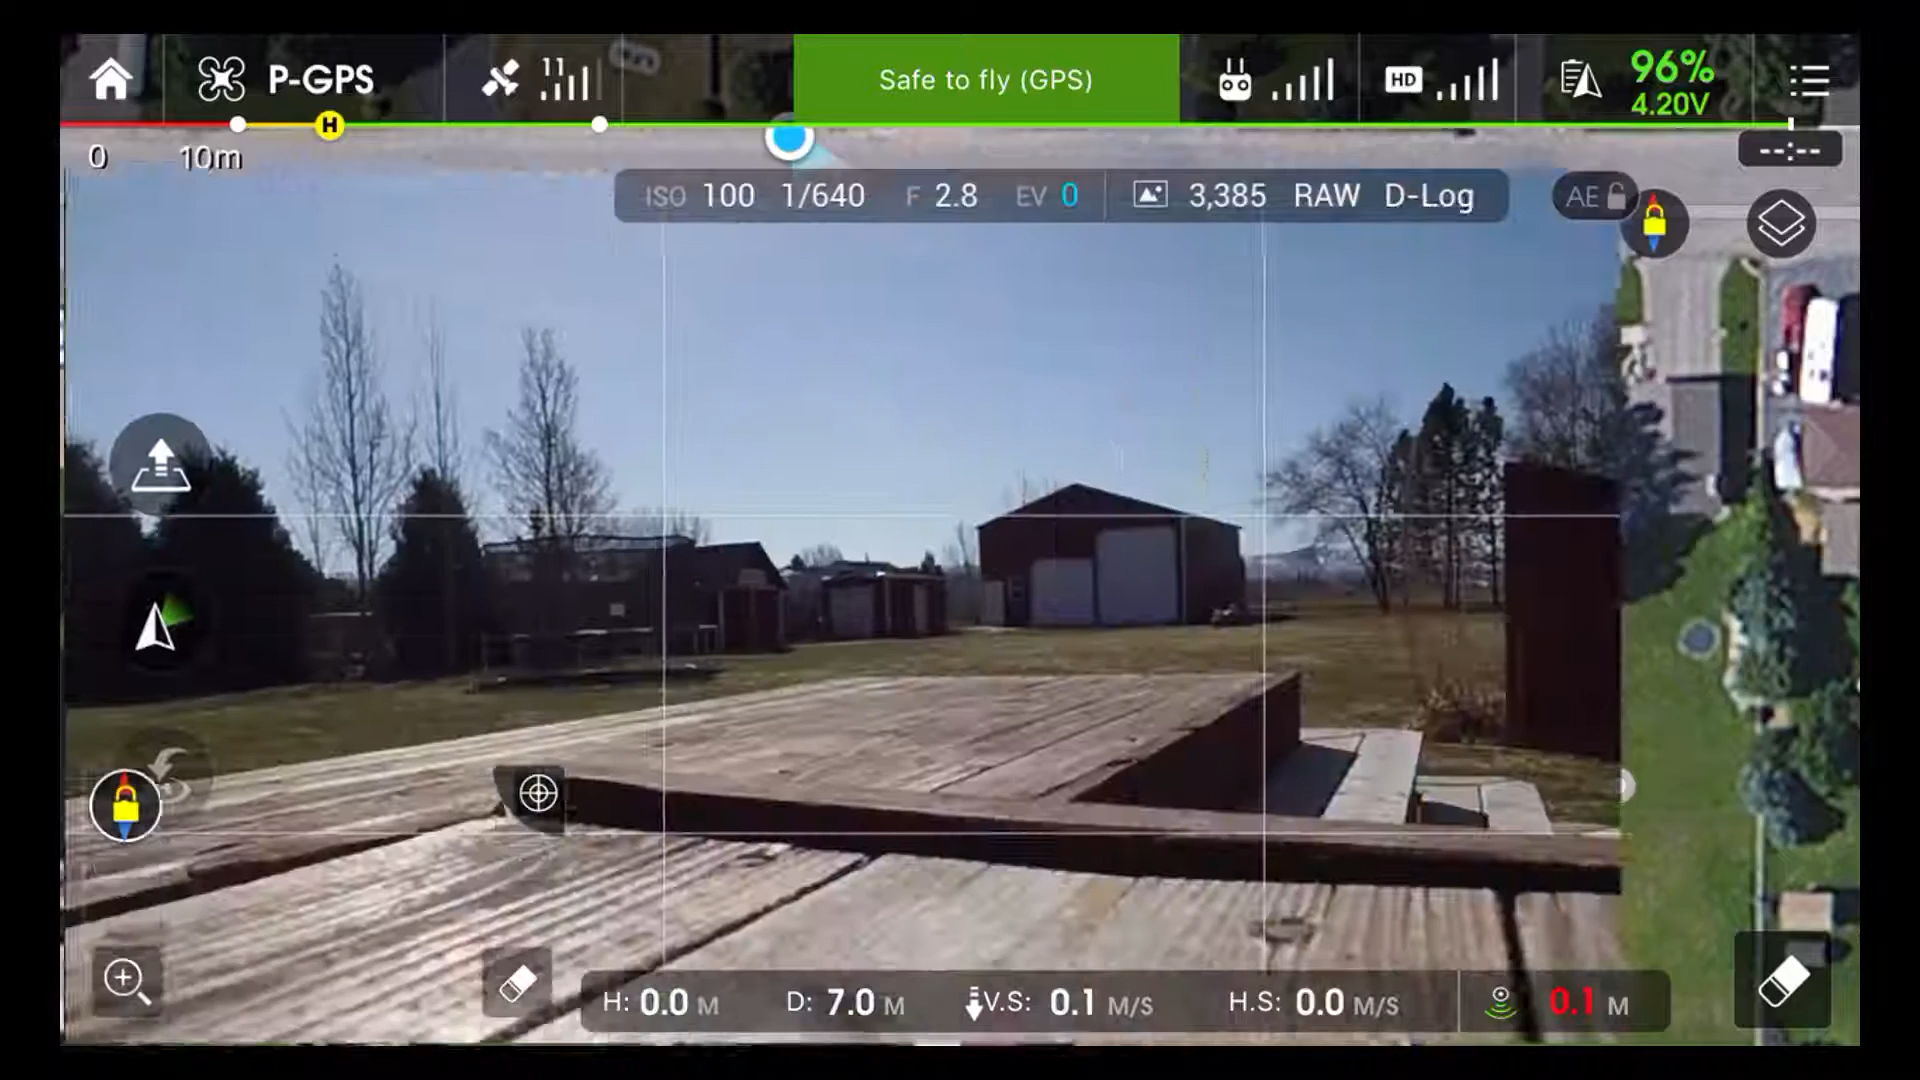 P-GPS
11
Safe to fly (GPS)
HD
96%
4.20V
H
0
10m
--:--
ISO 100 1/640 F 2.8 EV 0 3,385 RAW D-Log
AE
H: 0.0 M D: 7.0 M V.S: 0.1 M/S H.S: 0.0 M/S 0.1 M